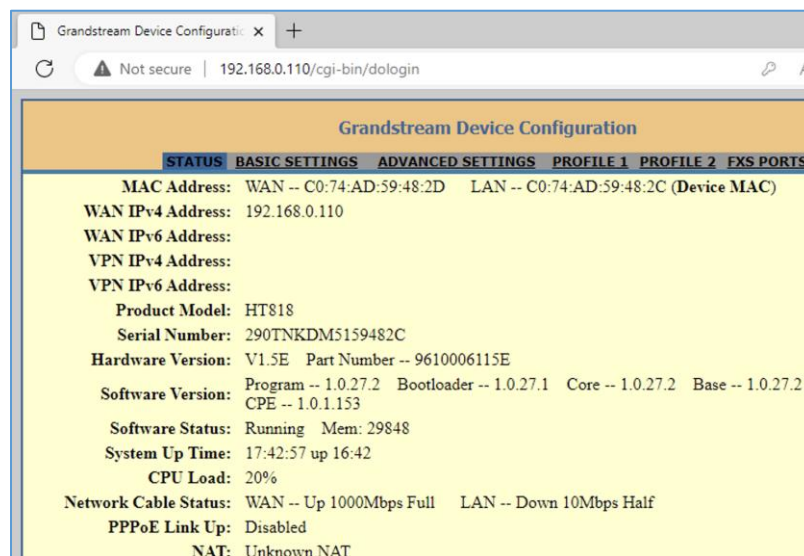 Grandstream Device Configuratic
Not secure | 192.168.0.110/cgi-bin/dologin
Grandstream Device Configuration
STATUS BASIC SETTINGS ADVANCED SETTINGS PROFILE 1 PROFILE 2 FXS PORTS
MAC Address: WAN -- C0:74:AD:59:48:2D LAN -- C0:74:AD:59:48:2C (Device MAC)
WAN IPv4 Address: 192.168.0.110
WAN IPv6 Address:
VPN IPv4 Address:
VPN IPv6 Address:
Product Model: HT818
Serial Number: 290TNKDM5159482C
Hardware Version: V1.5E Part Number -- 9610006115E
Software Version: Program -- 1.0.27.2 Bootloader -- 1.0.27.1 Core -- 1.0.27.2 Base -- 1.0.27.2
CPE -- 1.0.1.153
Software Status: Running Mem: 29848
System Up Time: 17:42:57 up 16:42
CPU Load: 20%
Network Cable Status: WAN -- Up 1000Mbps Full LAN -- Down 10Mbps Half
PPPoE Link Up: Disabled
NAT: Unknown NAT